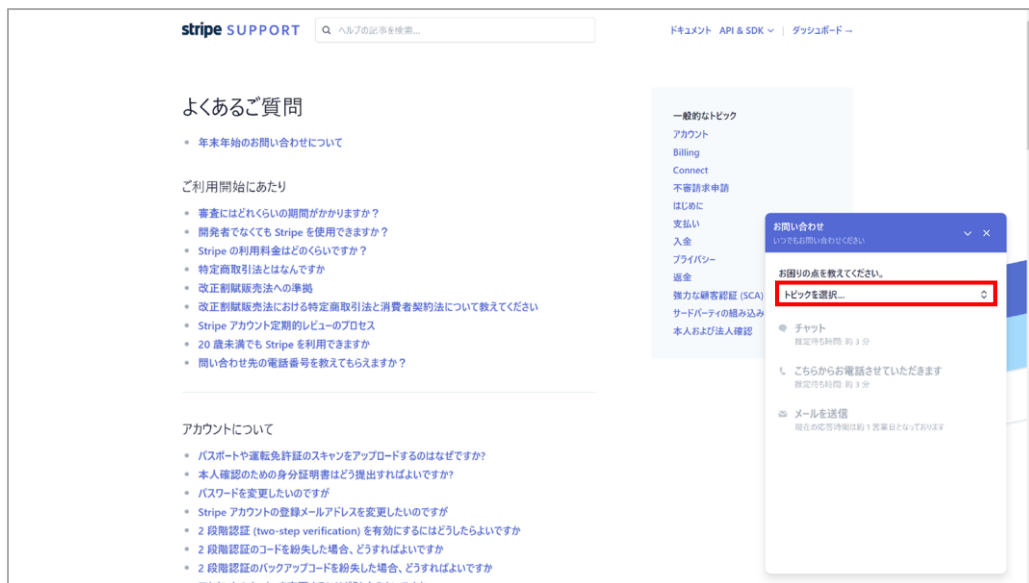 stripe SUPPORT
ヘルプの記事を検索...
ドキュメント API & SDK
ダッシュボード →
よくあるご質問
年末年始のお問い合わせについて
ご利用開始にあたり
審査にはどれくらいの期間がかかりますか？
開発者でなくても Stripe を使用できますか？
Stripe の利用料金はどのくらいですか？
特定商取引法とはなんですか
改正割賦販売法への準拠
改正割賦販売法における特定商取引法と消費者契約法について教えてください
Stripe アカウント定期的レビューのプロセス
20 歳未満でも Stripe を利用できますか
問い合わせ先の電話番号を教えてもらえますか？
アカウントについて
パスポートや運転免許証のスキャンをアップロードするのはなぜですか?
本人確認のための身分証明書はどう提出すればよいですか?
パスワードを変更したいのですが
Stripe アカウントの登録メールアドレスを変更したいのですが
2 段階認証 (two-step verification) を有効にするにはどうしたらよいですか
2 段階認証のコードを紛失した場合、どうすればよいですか
2 段階認証のバックアップコードを紛失した場合、どうすればよいですか
一般的なトピック
アカウント
Billing
Connect
不審請求申請
はじめに
支払い
入金
プライバシー
返金
強力な顧客認証 (SCA)
サードパーティの組み込み
本人および法人確認
お問い合わせ
いつでもお問い合わせください
お困りの点を教えてください。
トピックを選択...
チャット
推定待ち時間: 約 3 分
こちらからお電話させていただきます
推定待ち時間: 約 3 分
メールを送信
現在の応答時間は約 1 営業日となっております